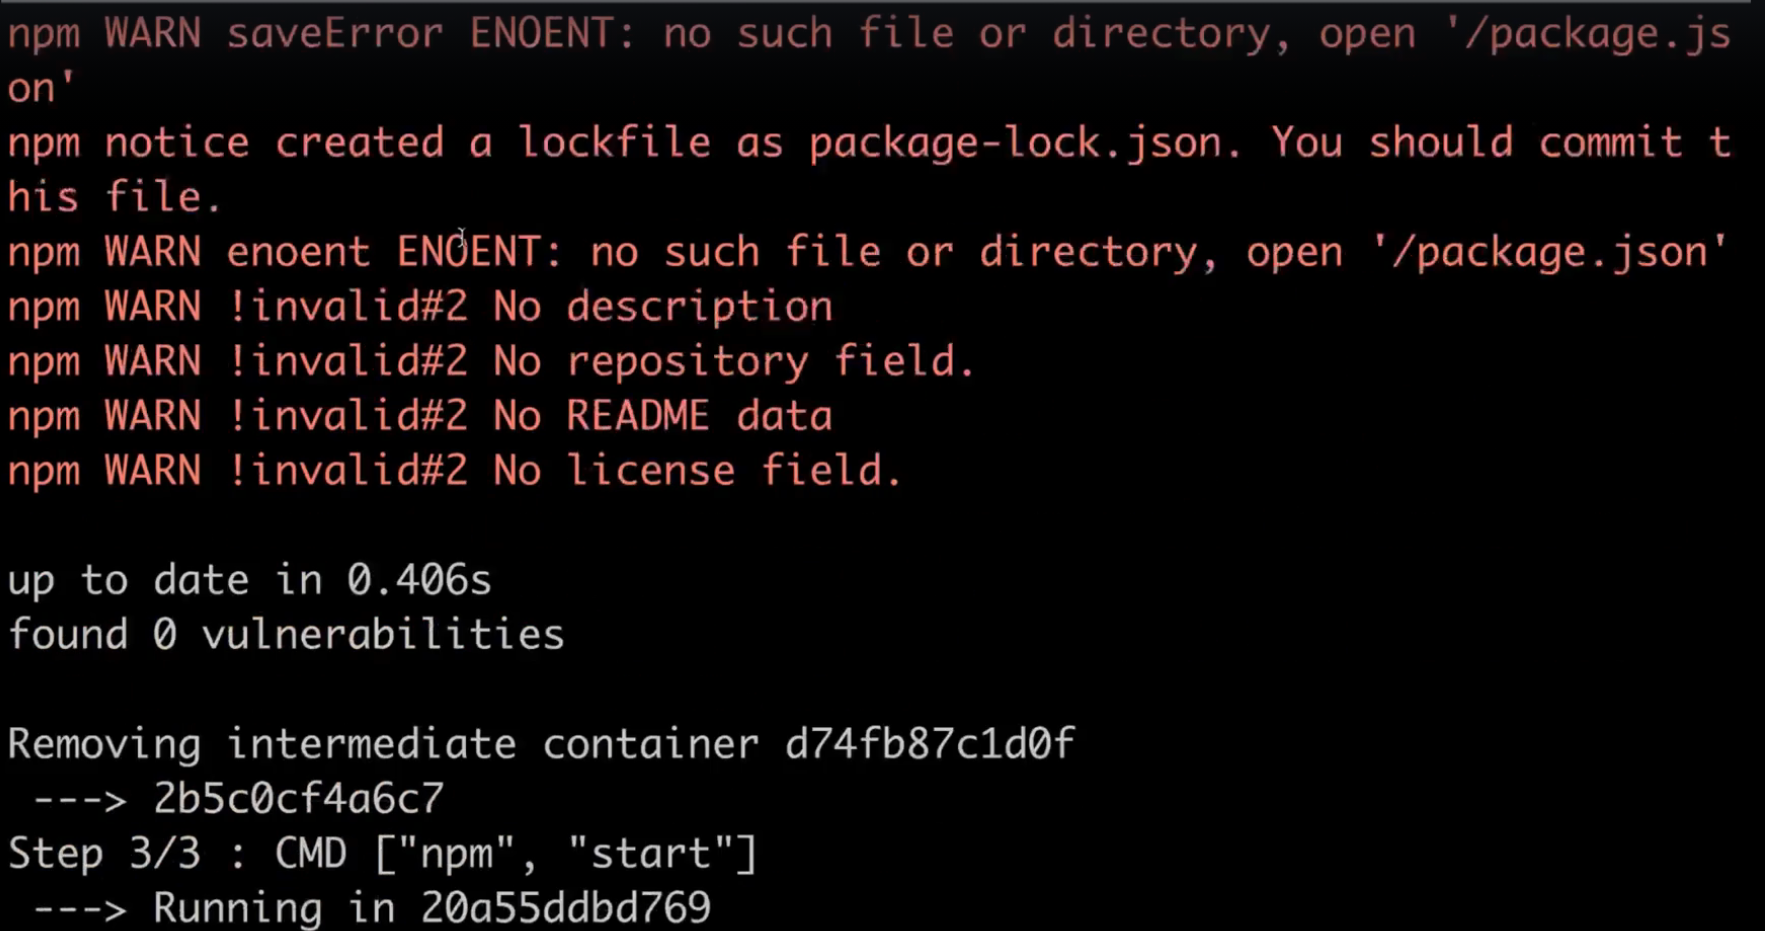 npm WARN saveError ENOENT: no such file or directory, open '/package.js
on'
npm notice created a lockfile as package-lock.json. You should commit t
his file.
npm WARN enoent ENOENT: no such file or directory, open '/package.json'
npm WARN !invalid#2 No description
npm WARN !invalid#2 No repository field.
npm WARN !invalid#2 No README data
npm WARN !invalid#2 No license field.
up to date in 0.406s
found 0 vulnerabilities
Removing intermediate container d74fb87c1d0f
---> 2b5c0cf4a6c7
Step 3/3 : CMD ["npm", "start"]
---> Running in 20a55ddbd769